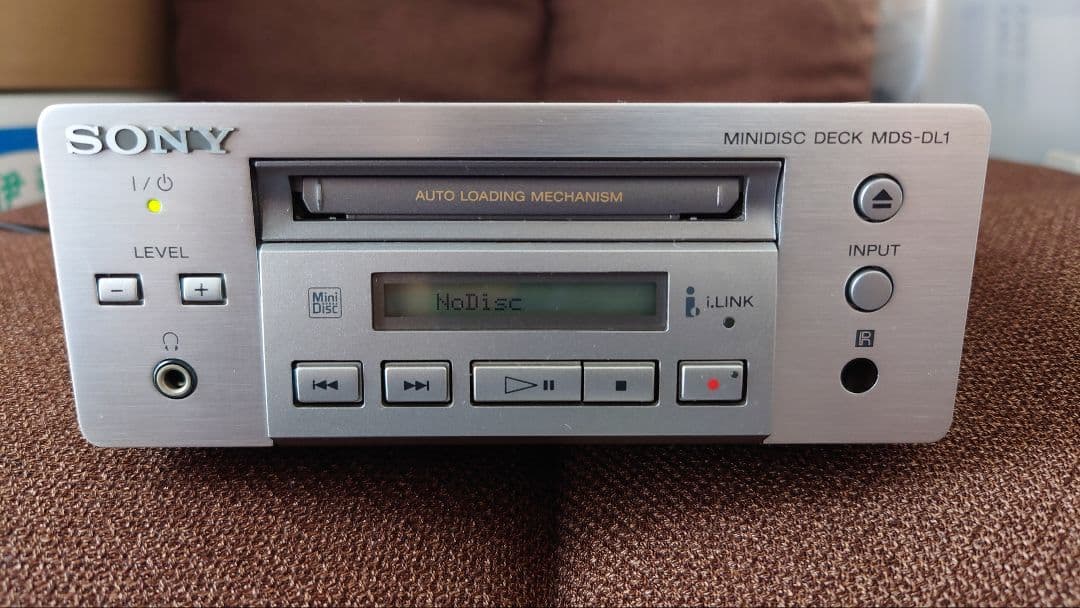 SONY
MINIDISC DECK MDS-DL1
I / ⏻
AUTO LOADING MECHANISM
LEVEL
INPUT
− +
Mini Disc
NoDisc
i.LINK
R